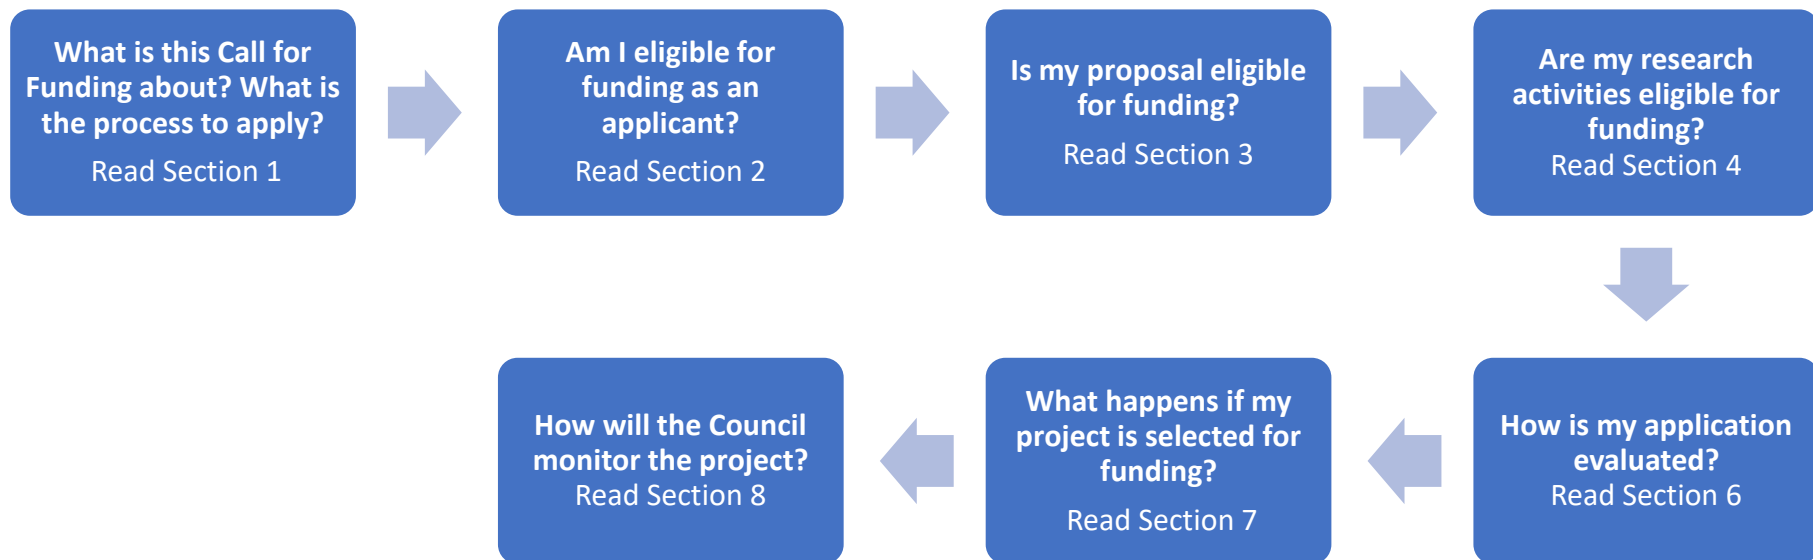 What is this Call for
Funding about? What is
the process to apply?
Read Section 1
Am I eligible for
funding as an
applicant?
Read Section 2
Is my proposal eligible
for funding?
Read Section 3
Are my research
activities eligible for
funding?
Read Section 4
How is my application
evaluated?
Read Section 6
What happens if my
project is selected for
funding?
Read Section 7
How will the Council
monitor the project?
Read Section 8